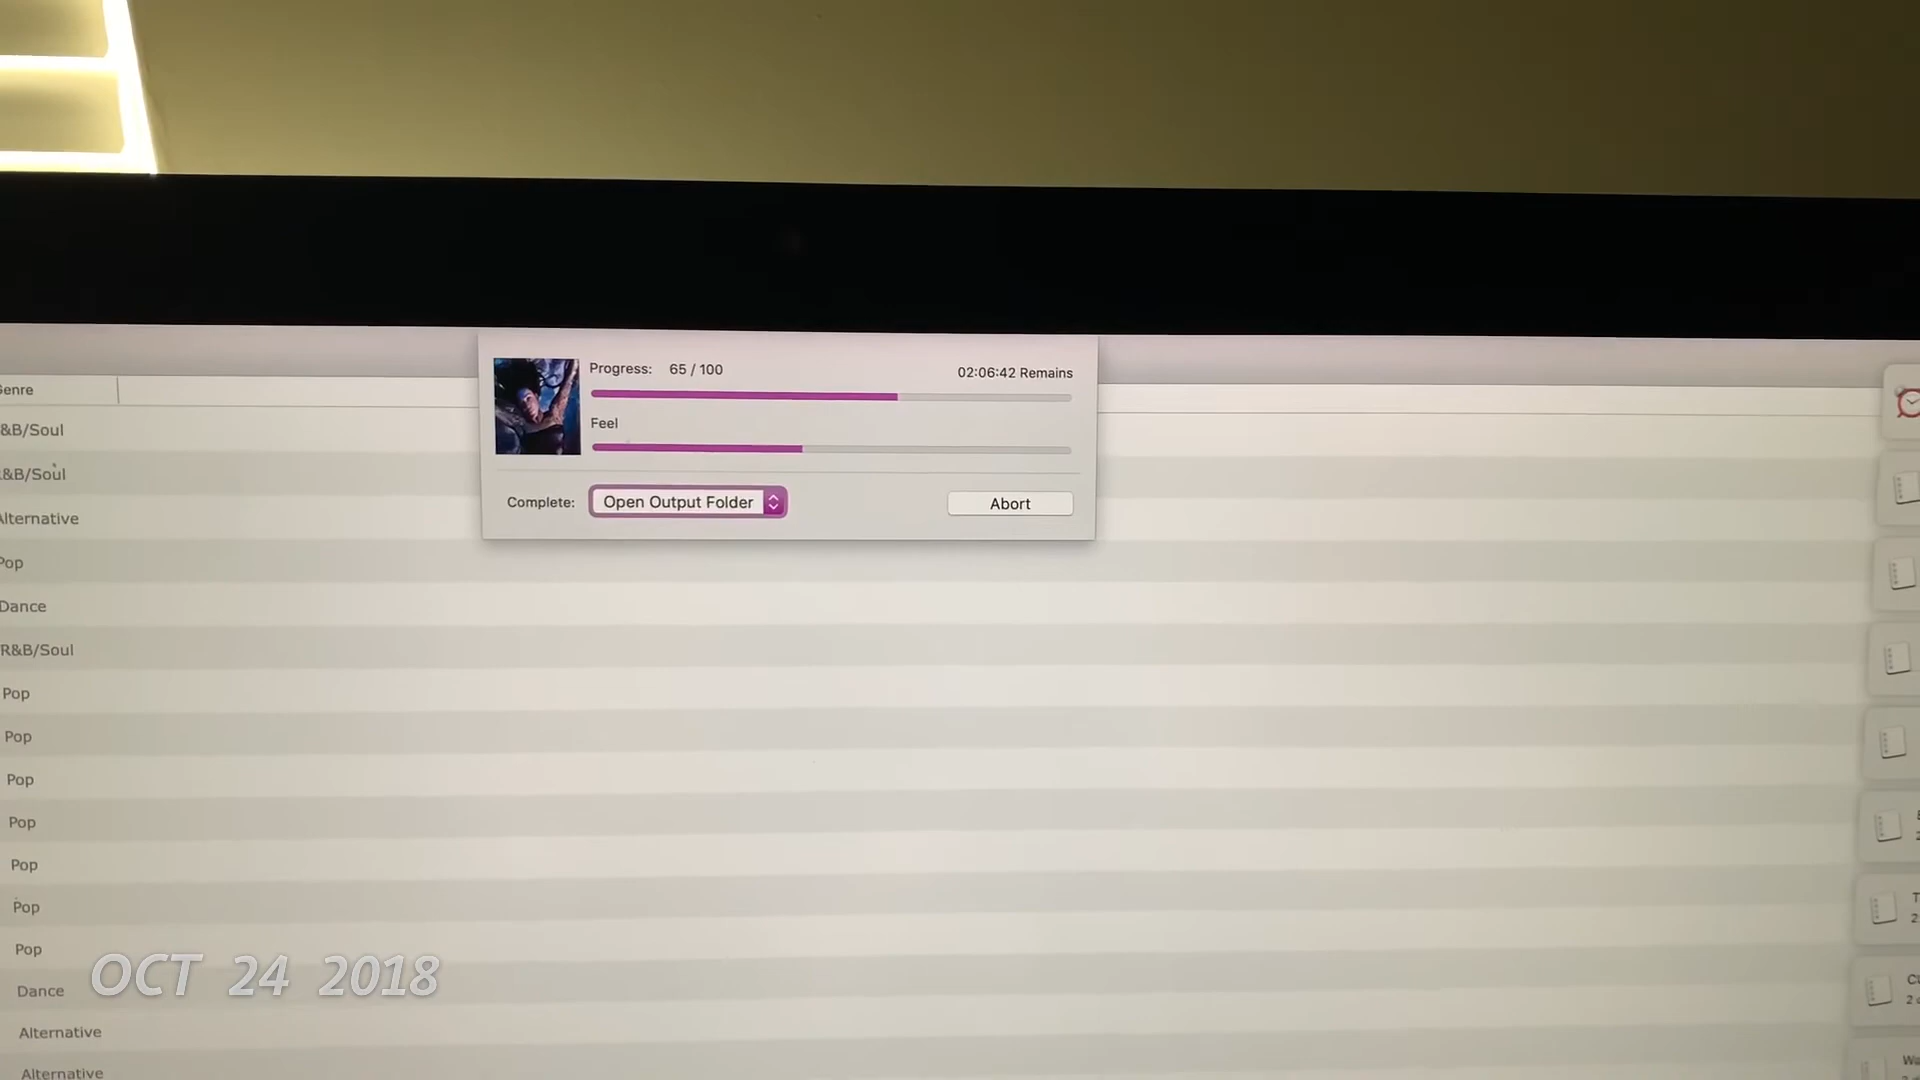 Progress: 65 / 100
02:06:42 Remains
Feel
Complete: Open Output Folder
Abort
Genre
R&B/Soul
R&B/Soul
Alternative
Pop
Dance
R&B/Soul
Pop
Pop
Pop
Pop
Pop
Pop
Pop
Dance
Alternative
Alternative
OCT 24 2018